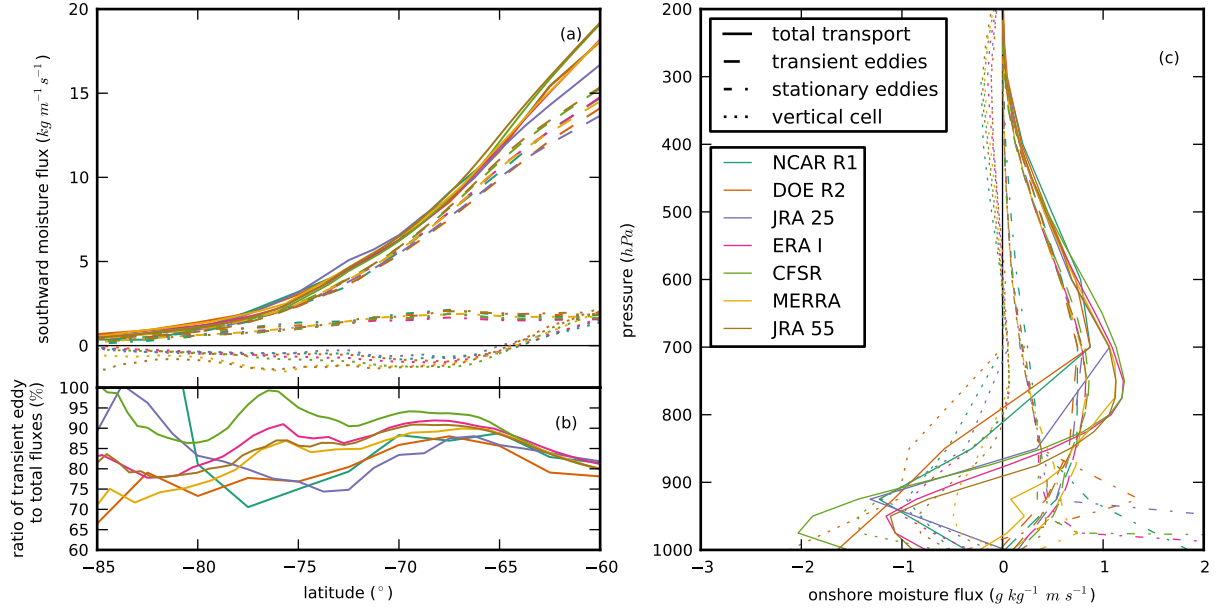 (a)
southward moisture flux (kg m⁻¹ s⁻¹)
20
15
10
5
0
(b)
ratio of transient eddy
to total fluxes (%)
100
95
90
85
80
75
70
65
60
−85
−80
−75
−70
−65
−60
latitude (°)
(c)
pressure (hPa)
200
300
400
500
600
700
800
900
1000
total transport
transient eddies
stationary eddies
vertical cell
NCAR R1
DOE R2
JRA 25
ERA I
CFSR
MERRA
JRA 55
−3
−2
−1
0
1
2
onshore moisture flux (g kg⁻¹ m s⁻¹)